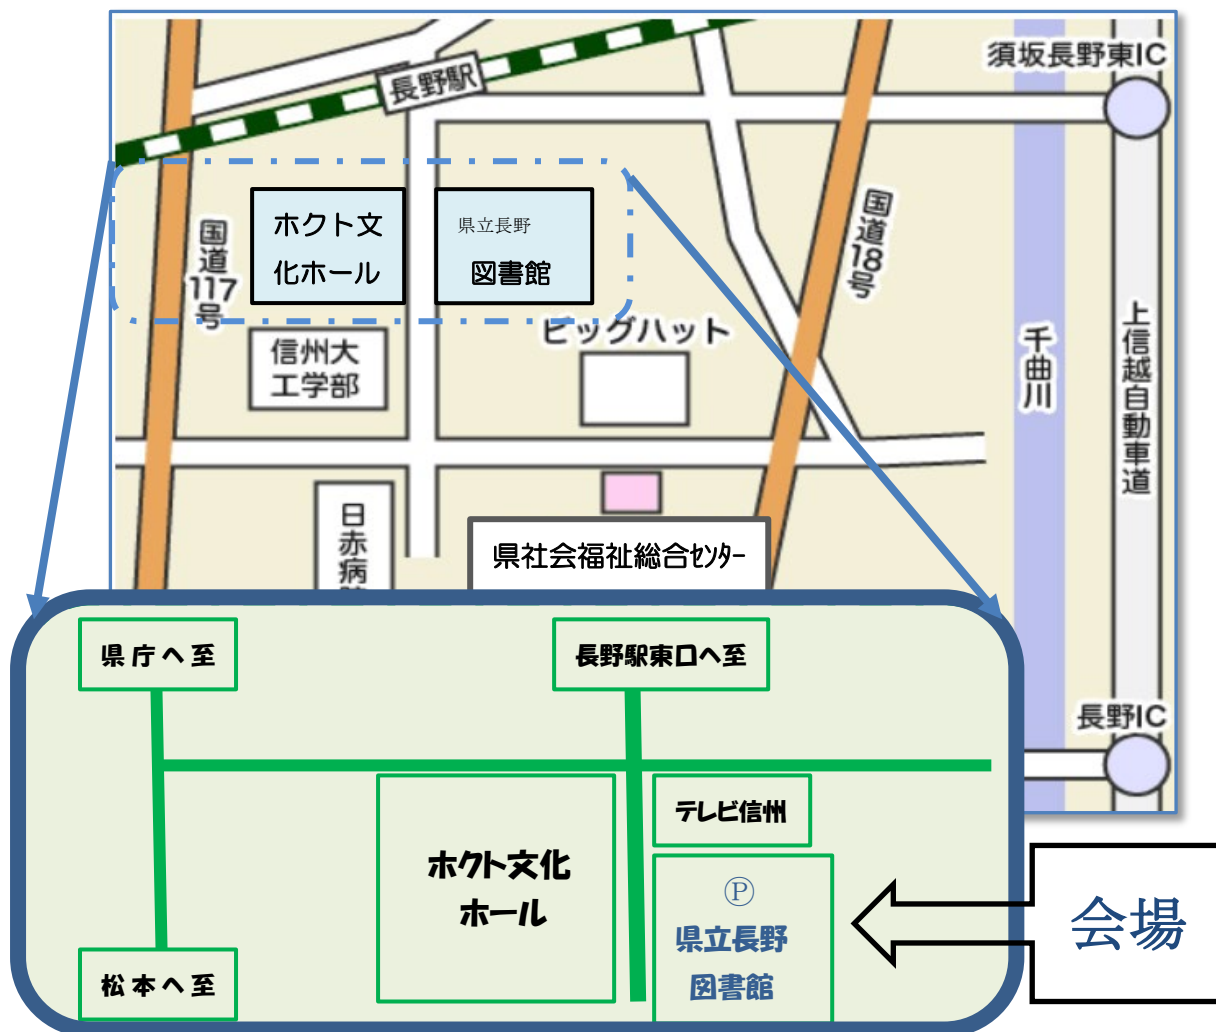 須坂長野東IC
長野駅
国道117号
ホクト文
化ホール
県立長野
図書館
国道18号
信州大
工学部
ビッグハット
千曲川
上信越自動車道
日赤病
県社会福祉総合センター
長野IC
県庁へ至
長野駅東口へ至
テレビ信州
ホクト文化
ホール
Ⓟ
県立長野
図書館
会場
松本へ至